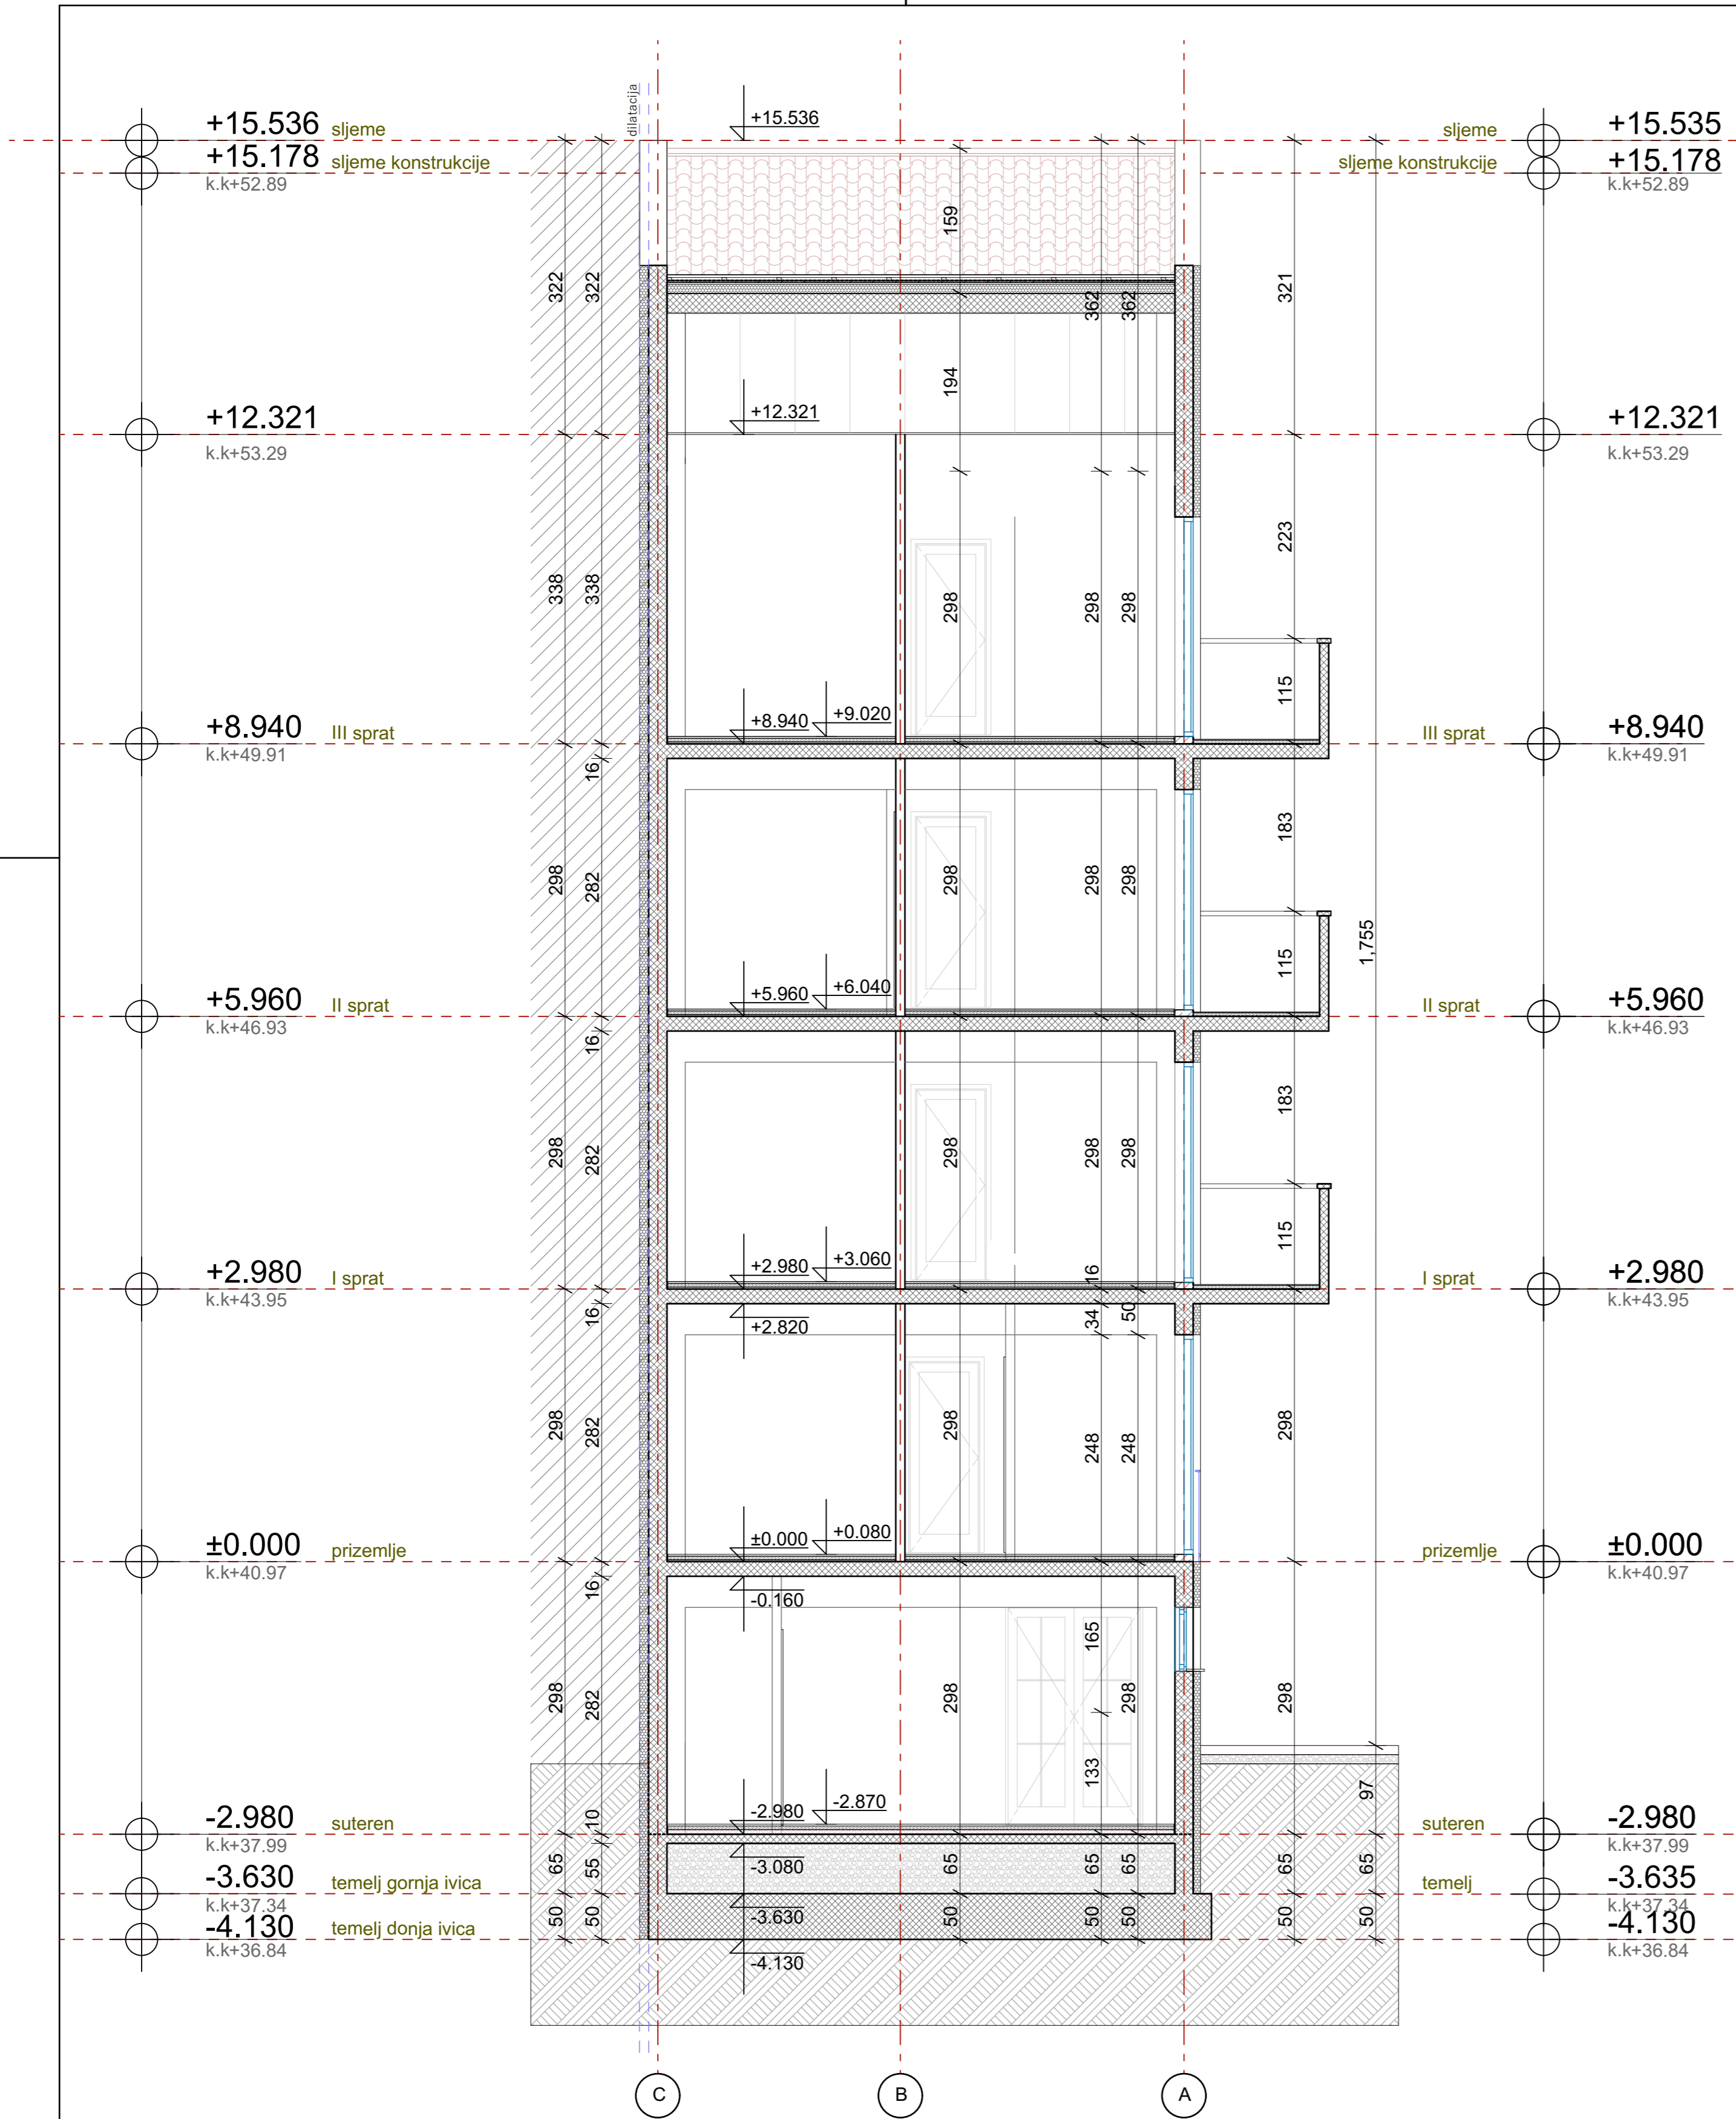 dilatacija
+15.536 sljeme
+15.178 sljeme konstrukcije
k.k+52.89
+12.321
k.k+53.29
+8.940 III sprat
k.k+49.91
+5.960 II sprat
k.k+46.93
+2.980 I sprat
k.k+43.95
±0.000 prizemlje
k.k+40.97
-2.980 suteren
k.k+37.99
-3.630 temelj gornja ivica
k.k+37.34
-4.130 temelj donja ivica
k.k+36.84
322
338
298
298
298
298
65
50
322
338
16
282
16
282
16
282
16
282
10
55
50
+15.536
+12.321
+8.940
+9.020
+5.960
+6.040
+2.980
+3.060
+2.820
±0.000
+0.080
-0.160
-2.980
-2.870
-3.080
-3.630
-4.130
159
194
298
298
298
298
298
65
50
362
298
298
298
16
34
248
165
133
65
50
362
298
298
298
50
248
298
65
50
321
223
115
183
115
183
115
298
298
65
50
1,755
97
65
50
sljeme +15.535
sljeme konstrukcije +15.178
k.k+52.89
+12.321
k.k+53.29
III sprat +8.940
k.k+49.91
II sprat +5.960
k.k+46.93
I sprat +2.980
k.k+43.95
prizemlje ±0.000
k.k+40.97
suteren -2.980
k.k+37.99
temelj -3.635
k.k+37.34
-4.130
k.k+36.84
C B A